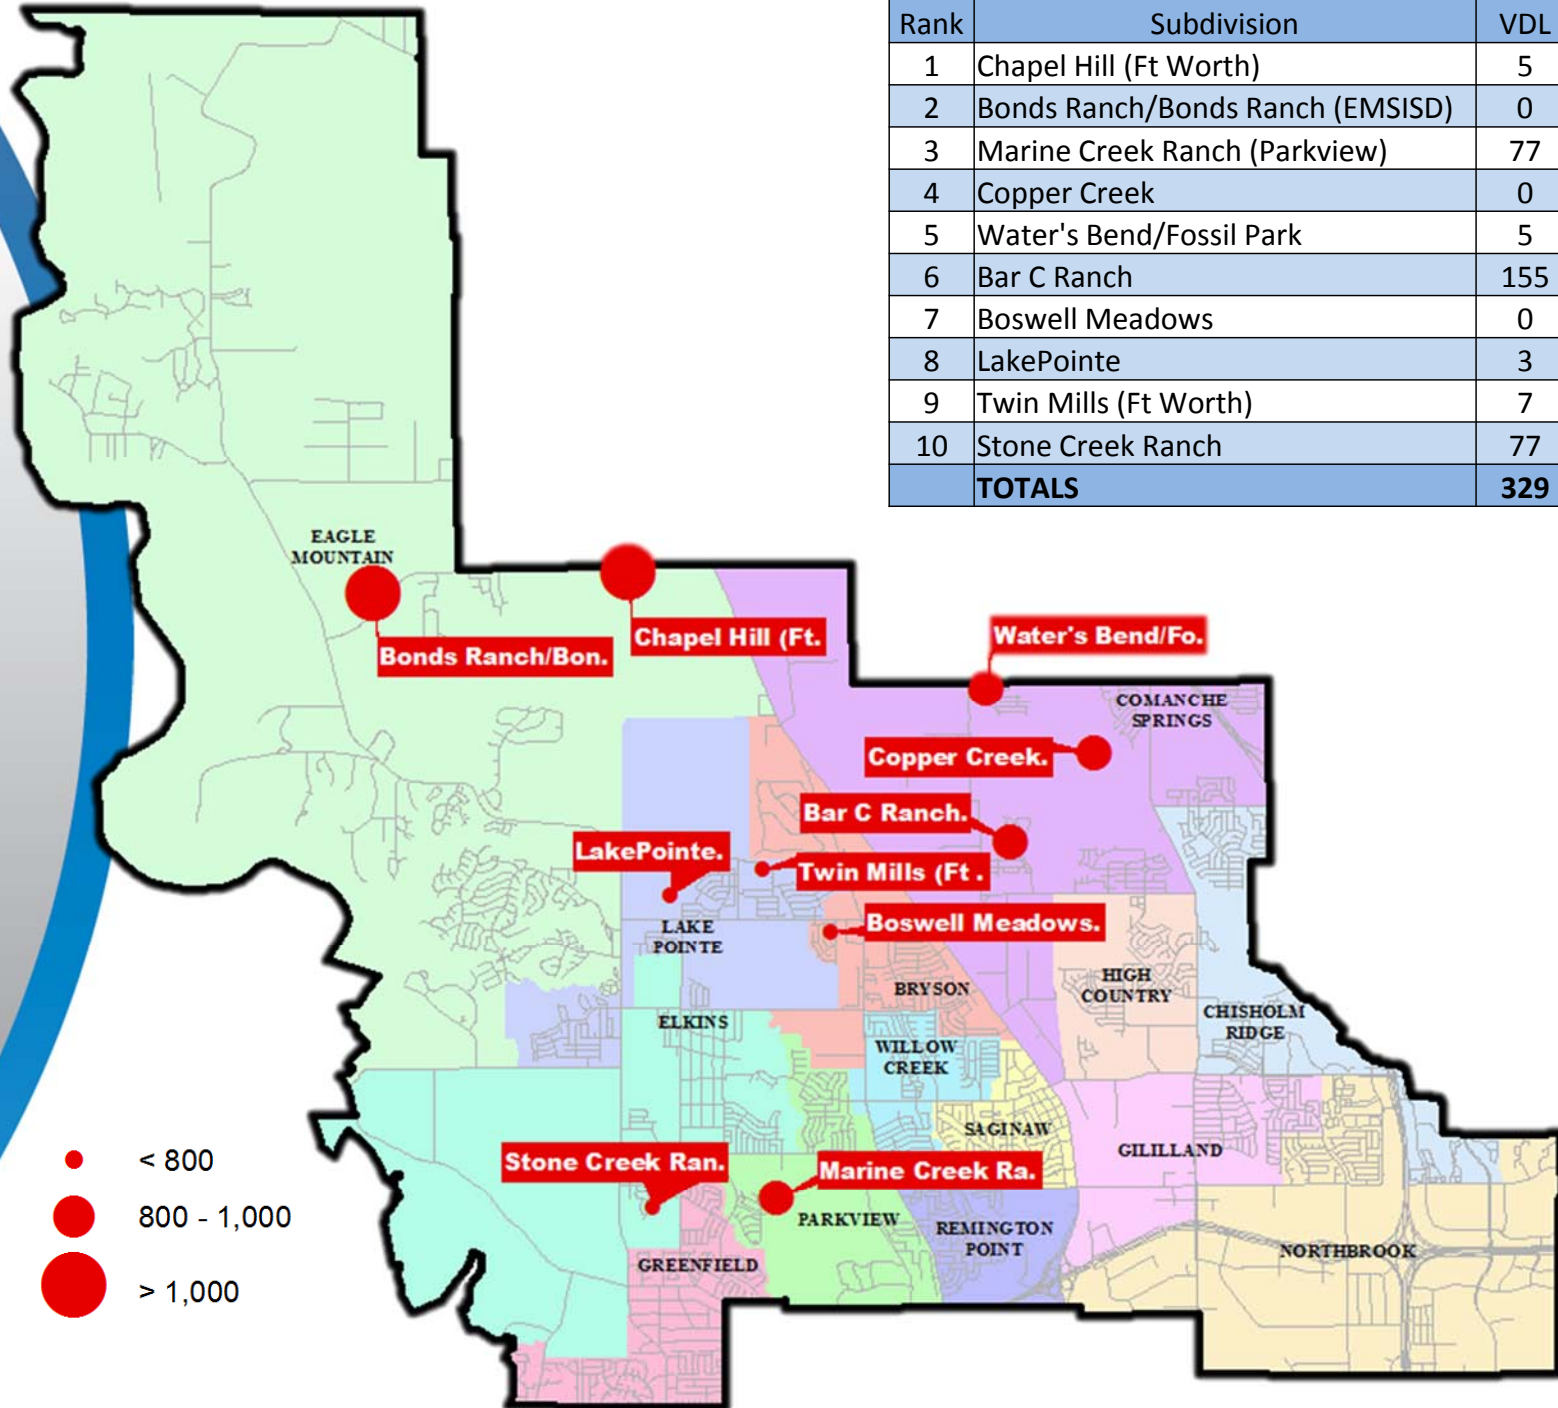 Rank Subdivision VDL
1 Chapel Hill (Ft Worth) 5
2 Bonds Ranch/Bonds Ranch (EMSISD) 0
3 Marine Creek Ranch (Parkview) 77
4 Copper Creek 0
5 Water's Bend/Fossil Park 5
6 Bar C Ranch 155
7 Boswell Meadows 0
8 LakePointe 3
9 Twin Mills (Ft Worth) 7
10 Stone Creek Ranch 77
TOTALS 329
EAGLE
MOUNTAIN
Bonds Ranch/Bon.
Chapel Hill (Ft.
Water's Bend/Fo.
COMANCHE
SPRINGS
Copper Creek.
Bar C Ranch.
LakePointe.
Twin Mills (Ft .
Boswell Meadows.
LAKE
POINTE
BRYSON
HIGH
COUNTRY
CHISHOLM
RIDGE
ELKINS
WILLOW
CREEK
SAGINAW
GILILLAND
Stone Creek Ran.
Marine Creek Ra.
PARKVIEW
REMINGTON
POINT
NORTHBROOK
GREENFIELD
< 800
800 - 1,000
> 1,000